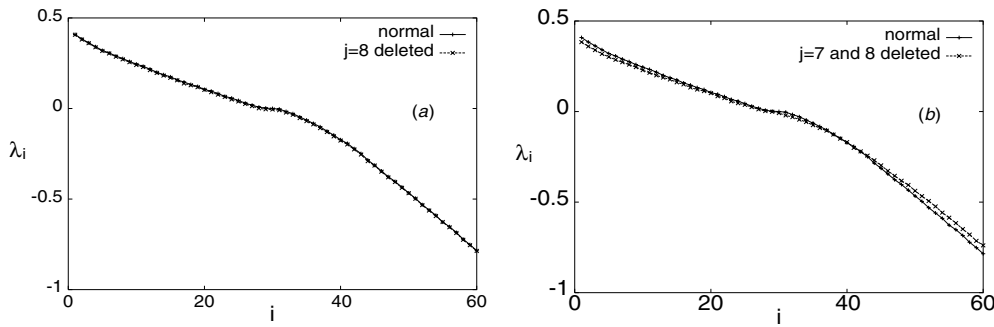 0.5
normal
j=8 deleted
0
(a)
λi
-0.5
-1
0
20
40
60
i
0.5
normal
j=7 and 8 deleted
0
(b)
λi
-0.5
-1
0
20
40
60
i